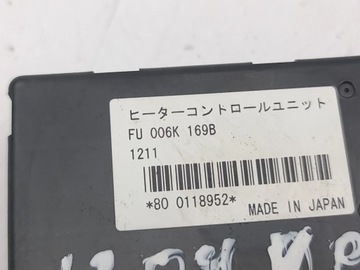 ヒーターコントロールユニット
FU 006K 169B
1211
*80 0118952*
MADE IN JAPAN